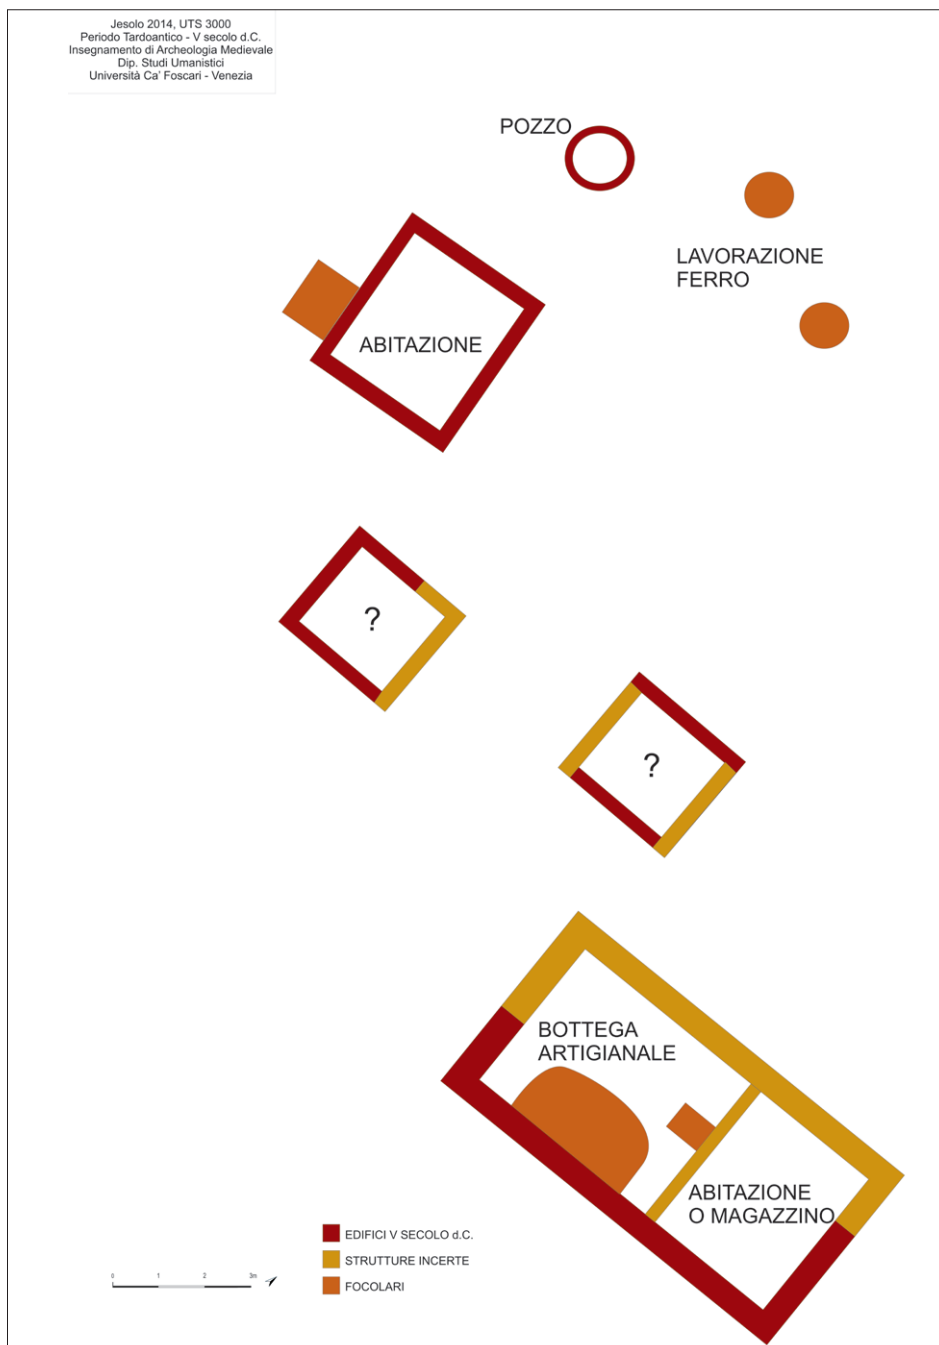 Jesolo 2014, UTS 3000
Periodo Tardoantico - V secolo d.C.
Insegnamento di Archeologia Medievale
Dip. Studi Umanistici
Università Ca' Foscari - Venezia
POZZO
LAVORAZIONE
FERRO
ABITAZIONE
?
?
BOTTEGA
ARTIGIANALE
ABITAZIONE
O MAGAZZINO
EDIFICI V SECOLO d.C.
STRUTTURE INCERTE
FOCOLARI
0 1 2 3m